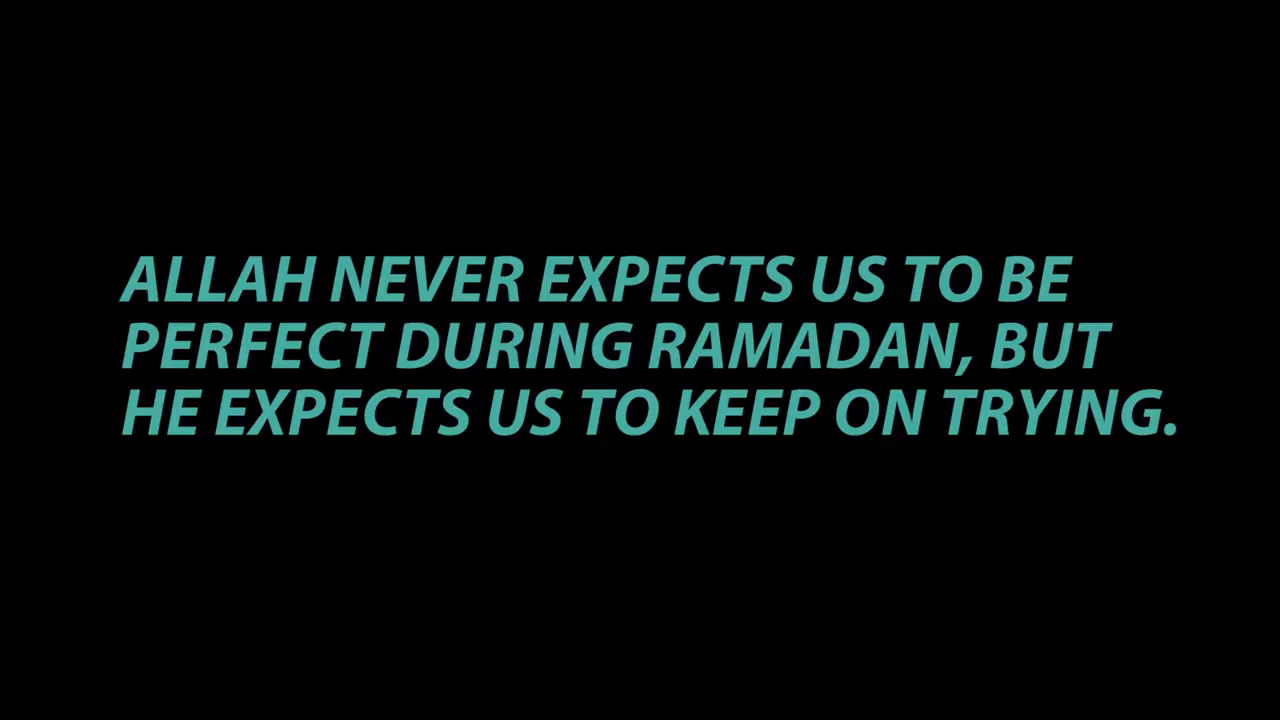 ALLAH NEVER EXPECTS US TO BE
PERFECT DURING RAMADAN, BUT
HE EXPECTS US TO KEEP ON TRYING.